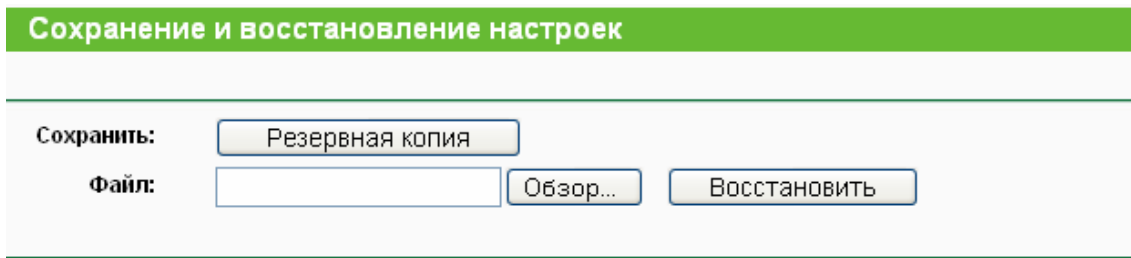 Сохранение и восстановление настроек
Сохранить: Резервная копия
Файл: Обзор... Восстановить